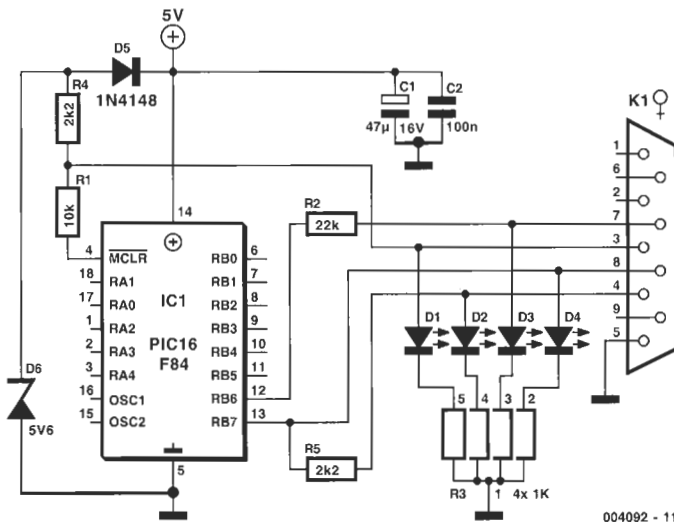 5V
D5
1N4148
R4
2k2
R1
10k
C1
47µ 16V
C2
100n
K1
1
6
2
7
3
8
4
9
5
14
R2
22k
4 MCLR RB0 6
18 RA1 RB1 7
17 RA0 IC1 RB2 8
1 RA2 RB3 9
2 RA3 PIC16 RB4 10
3 RA4 F84 RB5 11
16 OSC1 RB6 12
15 OSC2 RB7 13
5
D6
5V6
R5
2k2
D1 D2 D3 D4
5 4 3 2
R3 1 4x 1K
004092 - 11